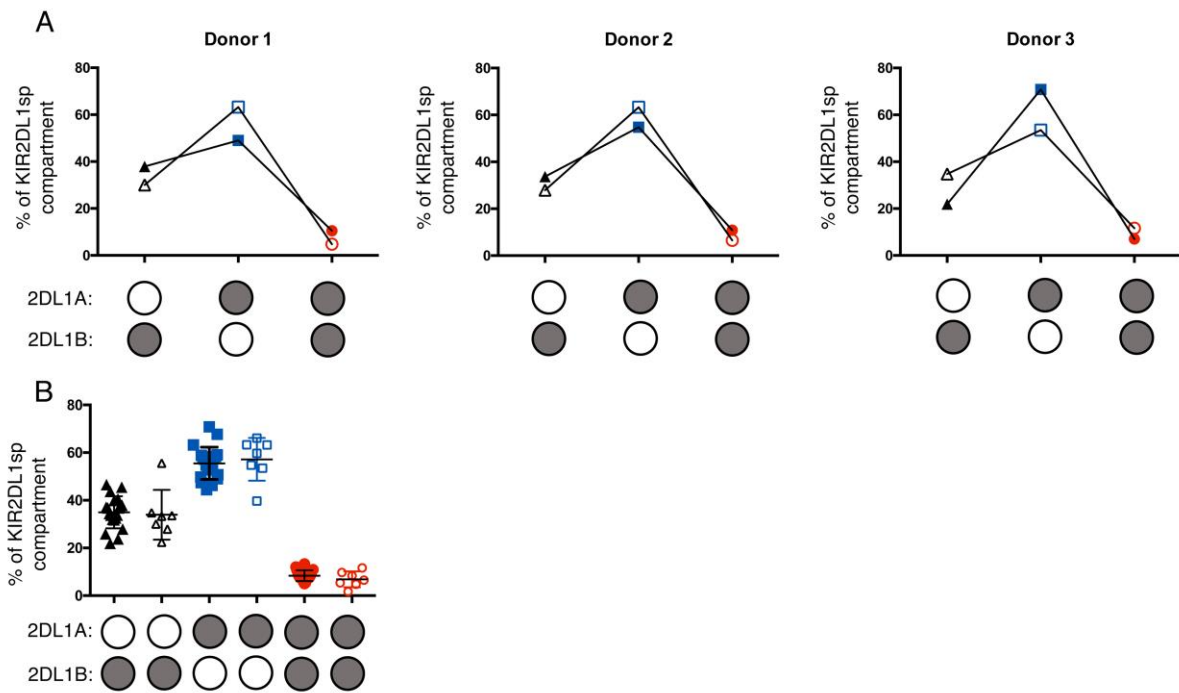 A
Donor 1
Donor 2
Donor 3
% of KIR2DL1sp
compartment
80
60
40
20
0
% of KIR2DL1sp
compartment
80
60
40
20
0
% of KIR2DL1sp
compartment
80
60
40
20
0
2DL1A:
2DL1B:
B
% of KIR2DL1sp
compartment
80
60
40
20
0
2DL1A:
2DL1B: